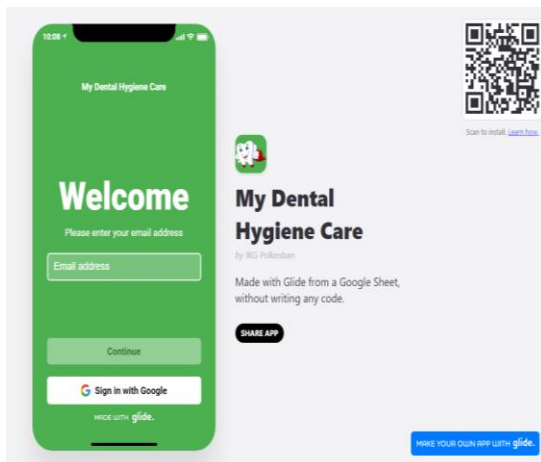 10:08
My Dental Hygiene Care
Welcome
Please enter your email address
Email address
Continue
Sign in with Google
MADE WITH glide.
My Dental
Hygiene Care
by JKG Polkesban
Made with Glide from a Google Sheet,
without writing any code.
SHARE APP
Scan to install. Learn how.
MAKE YOUR OWN APP WITH glide.